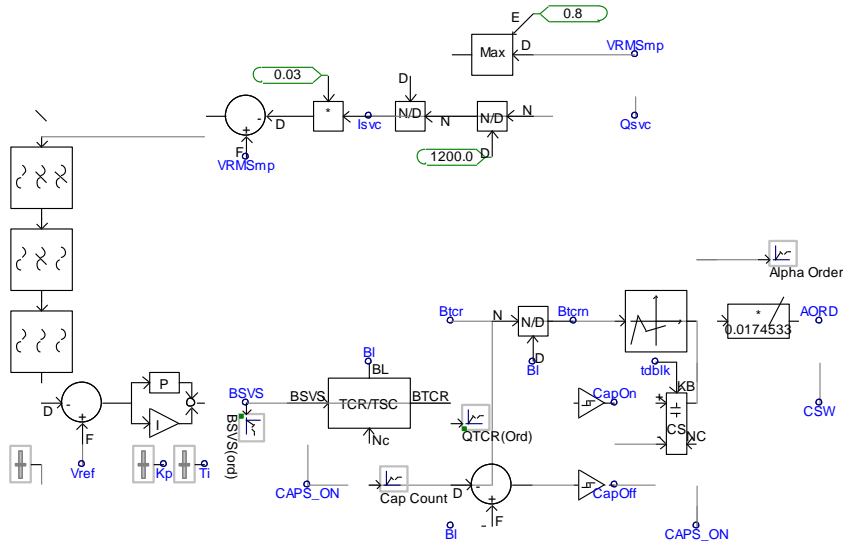 0.8
E
Max
D
VRMSmp
0.03
D
*
D
Isvc
N/D
N
N/D
N
Qsvc
1200.0
D
F
VRMSmp
+
-
Alpha Order
Btcr
N
N/D
Btcrn
*
0.0174533
AORD
D
BI
BI
BL
tdblk
KB
P
I
D
-
+
F
BSVS
BSVS
TCR/TSC
BTCR
Nc
BSVS(ord)
QTCR(Ord)
CapOn
+
-
CS
NC
CSW
Vref
Kp
Ti
CAPS_ON
Cap Count
D
-
+
F
-
CapOff
BI
CAPS_ON